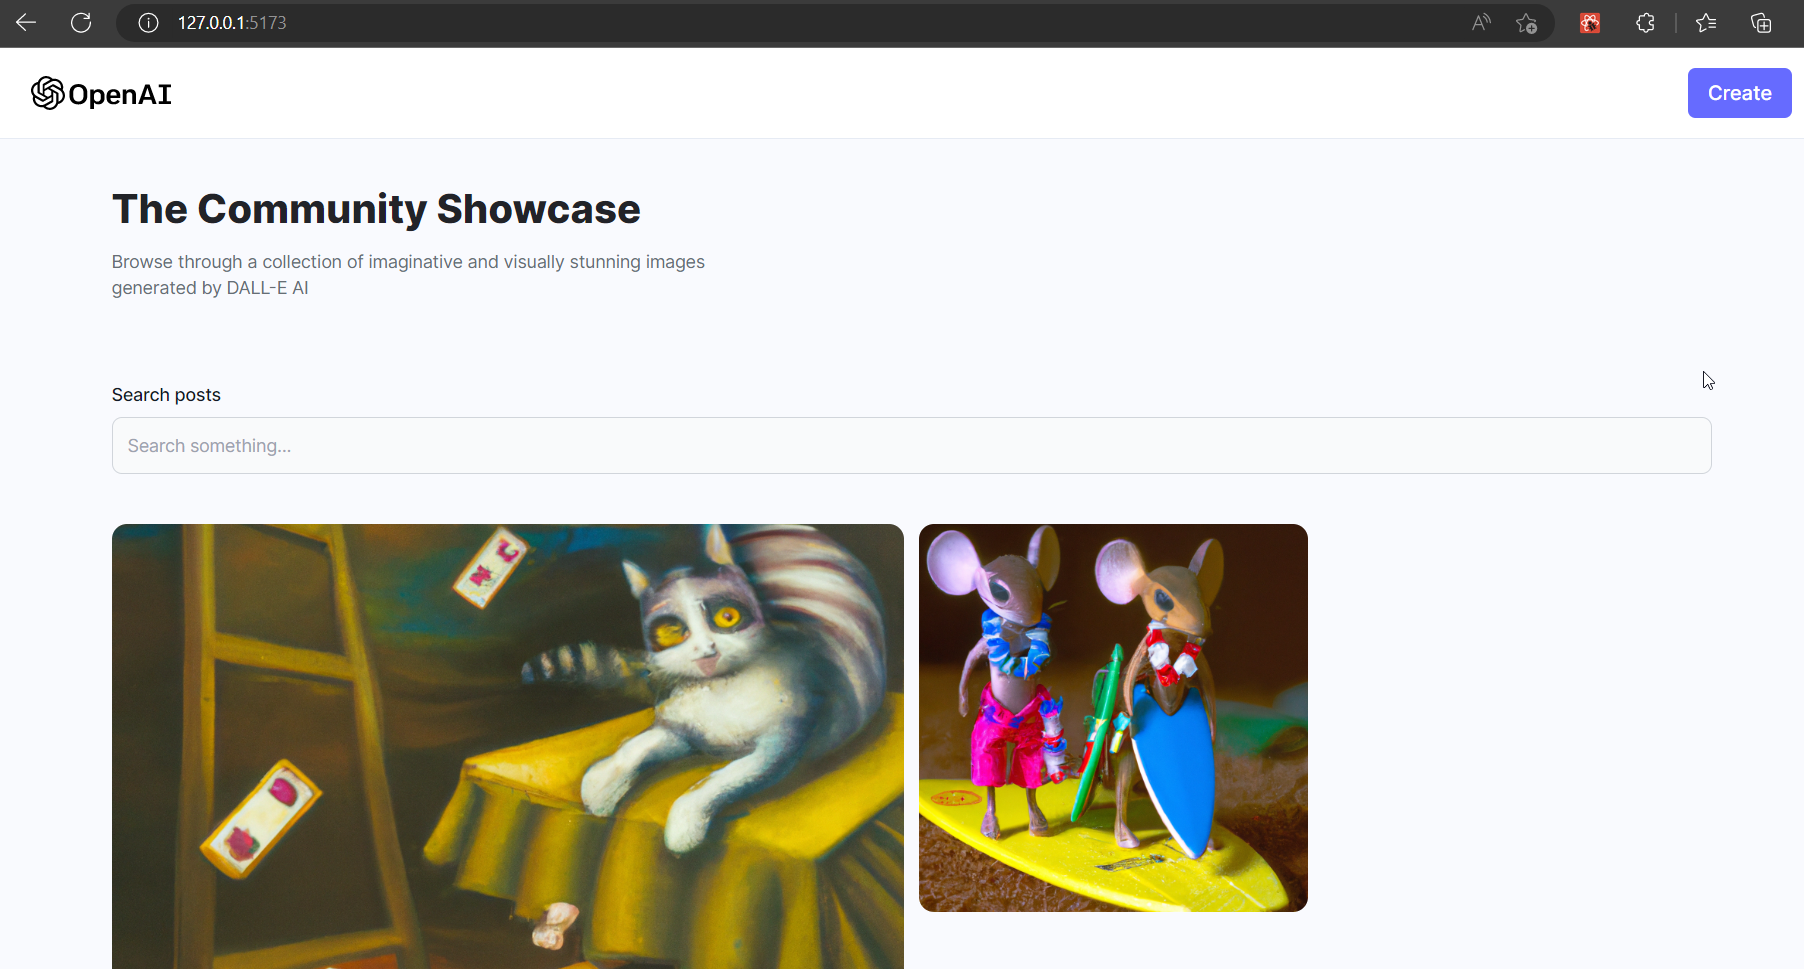 127.0.0.1:5173
OpenAI
Create
The Community Showcase
Browse through a collection of imaginative and visually stunning images
generated by DALL-E AI
Search posts
Search something...